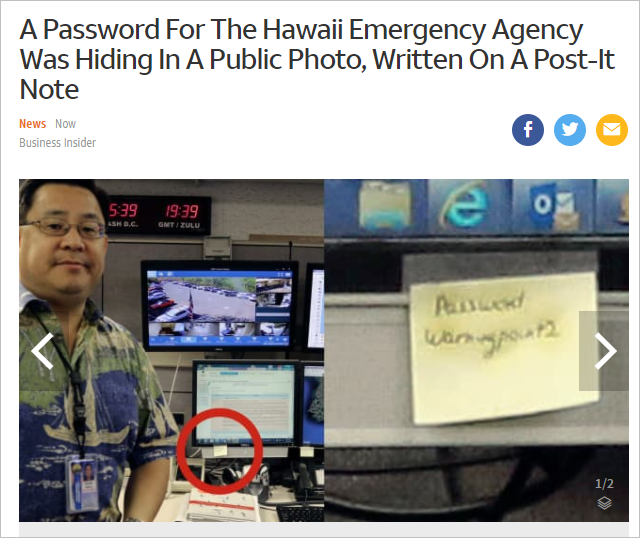 A Password For The Hawaii Emergency Agency
Was Hiding In A Public Photo, Written On A Post-It
Note
News Now
Business Insider
5:39 19:39
ASH D.C. GMT / ZULU
Password
Warningpoint2
1/2